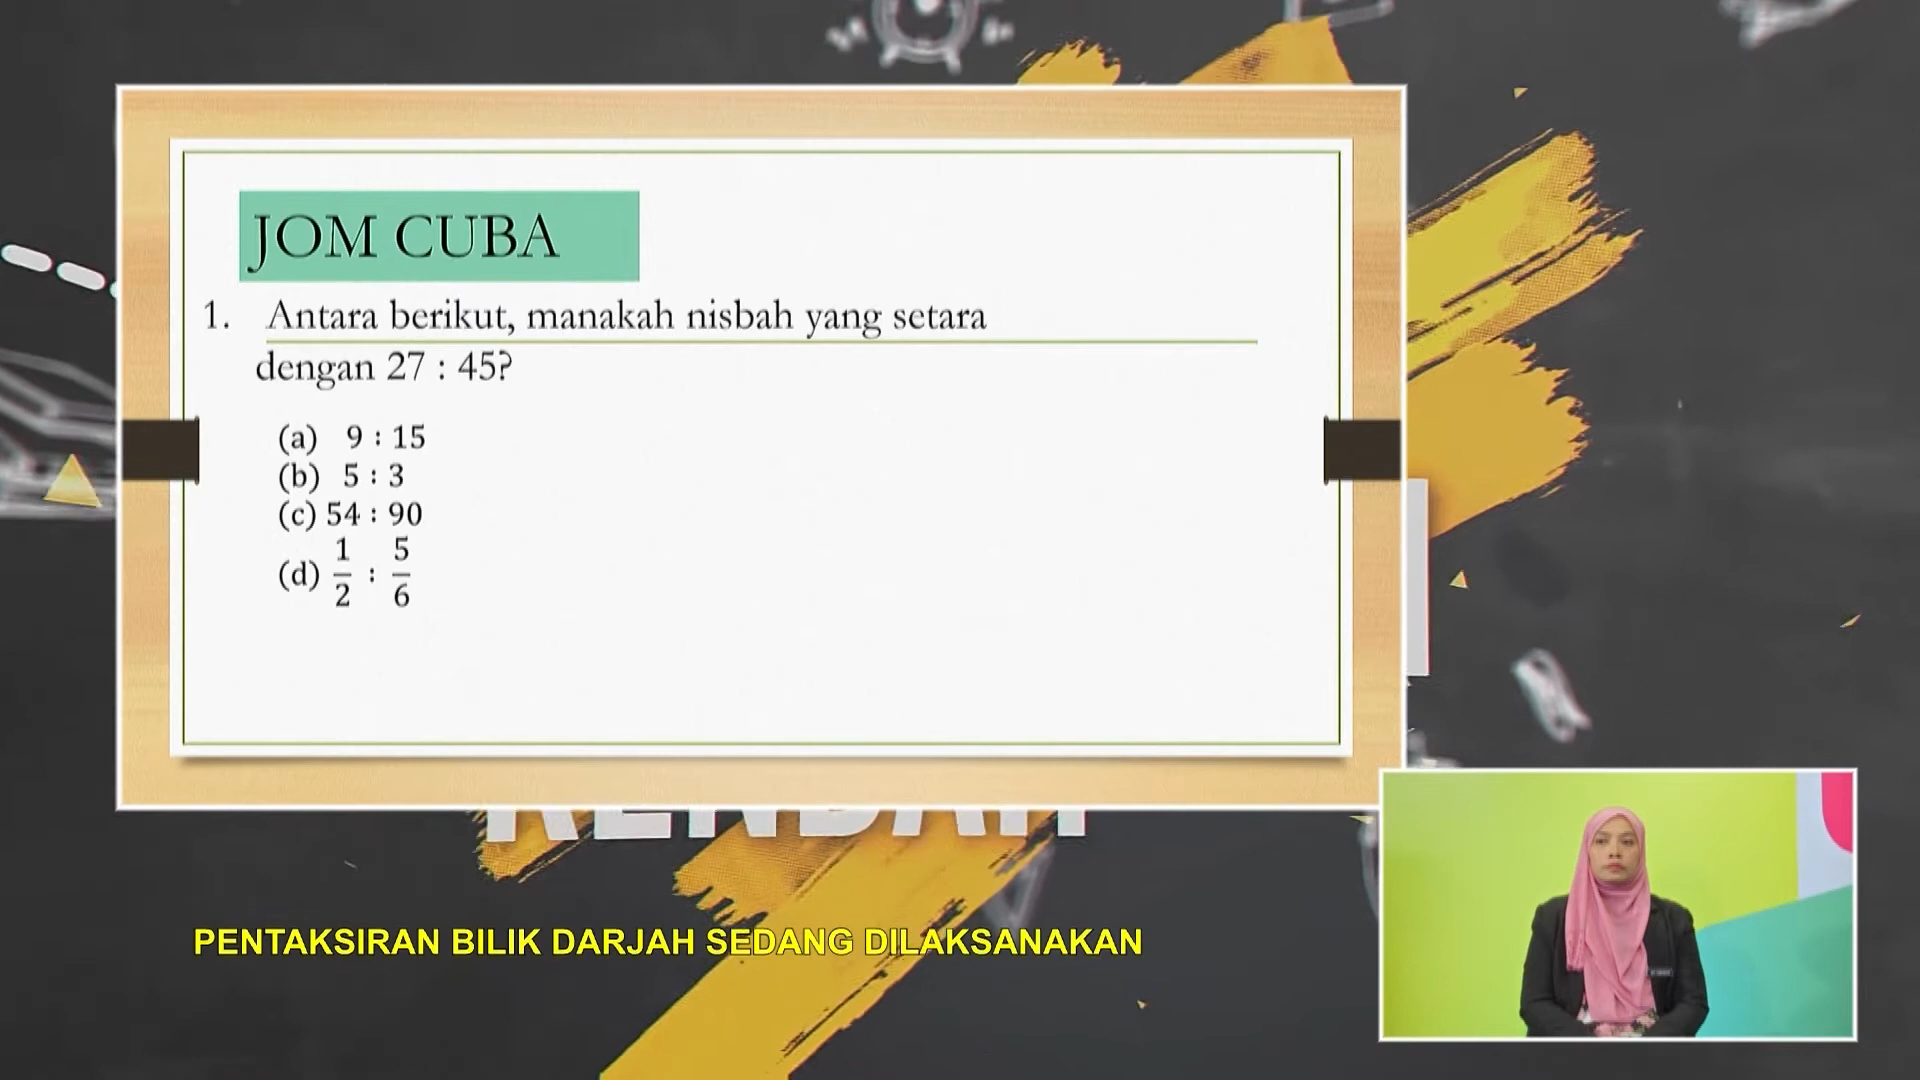 JOM CUBA
1. Antara berikut, manakah nisbah yang setara
dengan 27 : 45?
(a) 9 : 15
(b) 5 : 3
(c) 54 : 90
(d) 1/2 : 5/6
PENTAKSIRAN BILIK DARJAH SEDANG DILAKSANAKAN